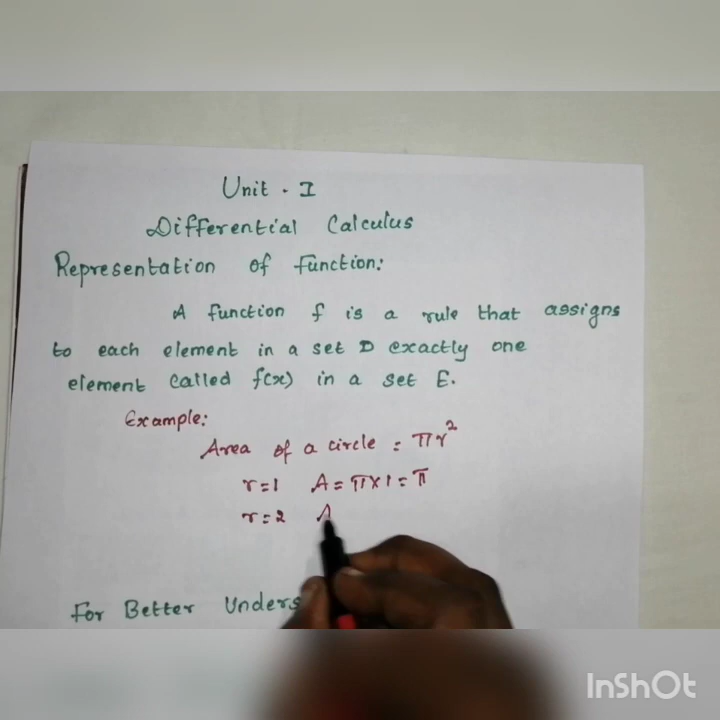 Unit - I
Differential Calculus
Representation of Function:
A function f is a rule that assigns
to each element in a set D exactly one
element called f(x) in a set E.
Example:
Area of a circle = πr²
r=1 A = π×1 = π
r=2 A
For Better
InShOt